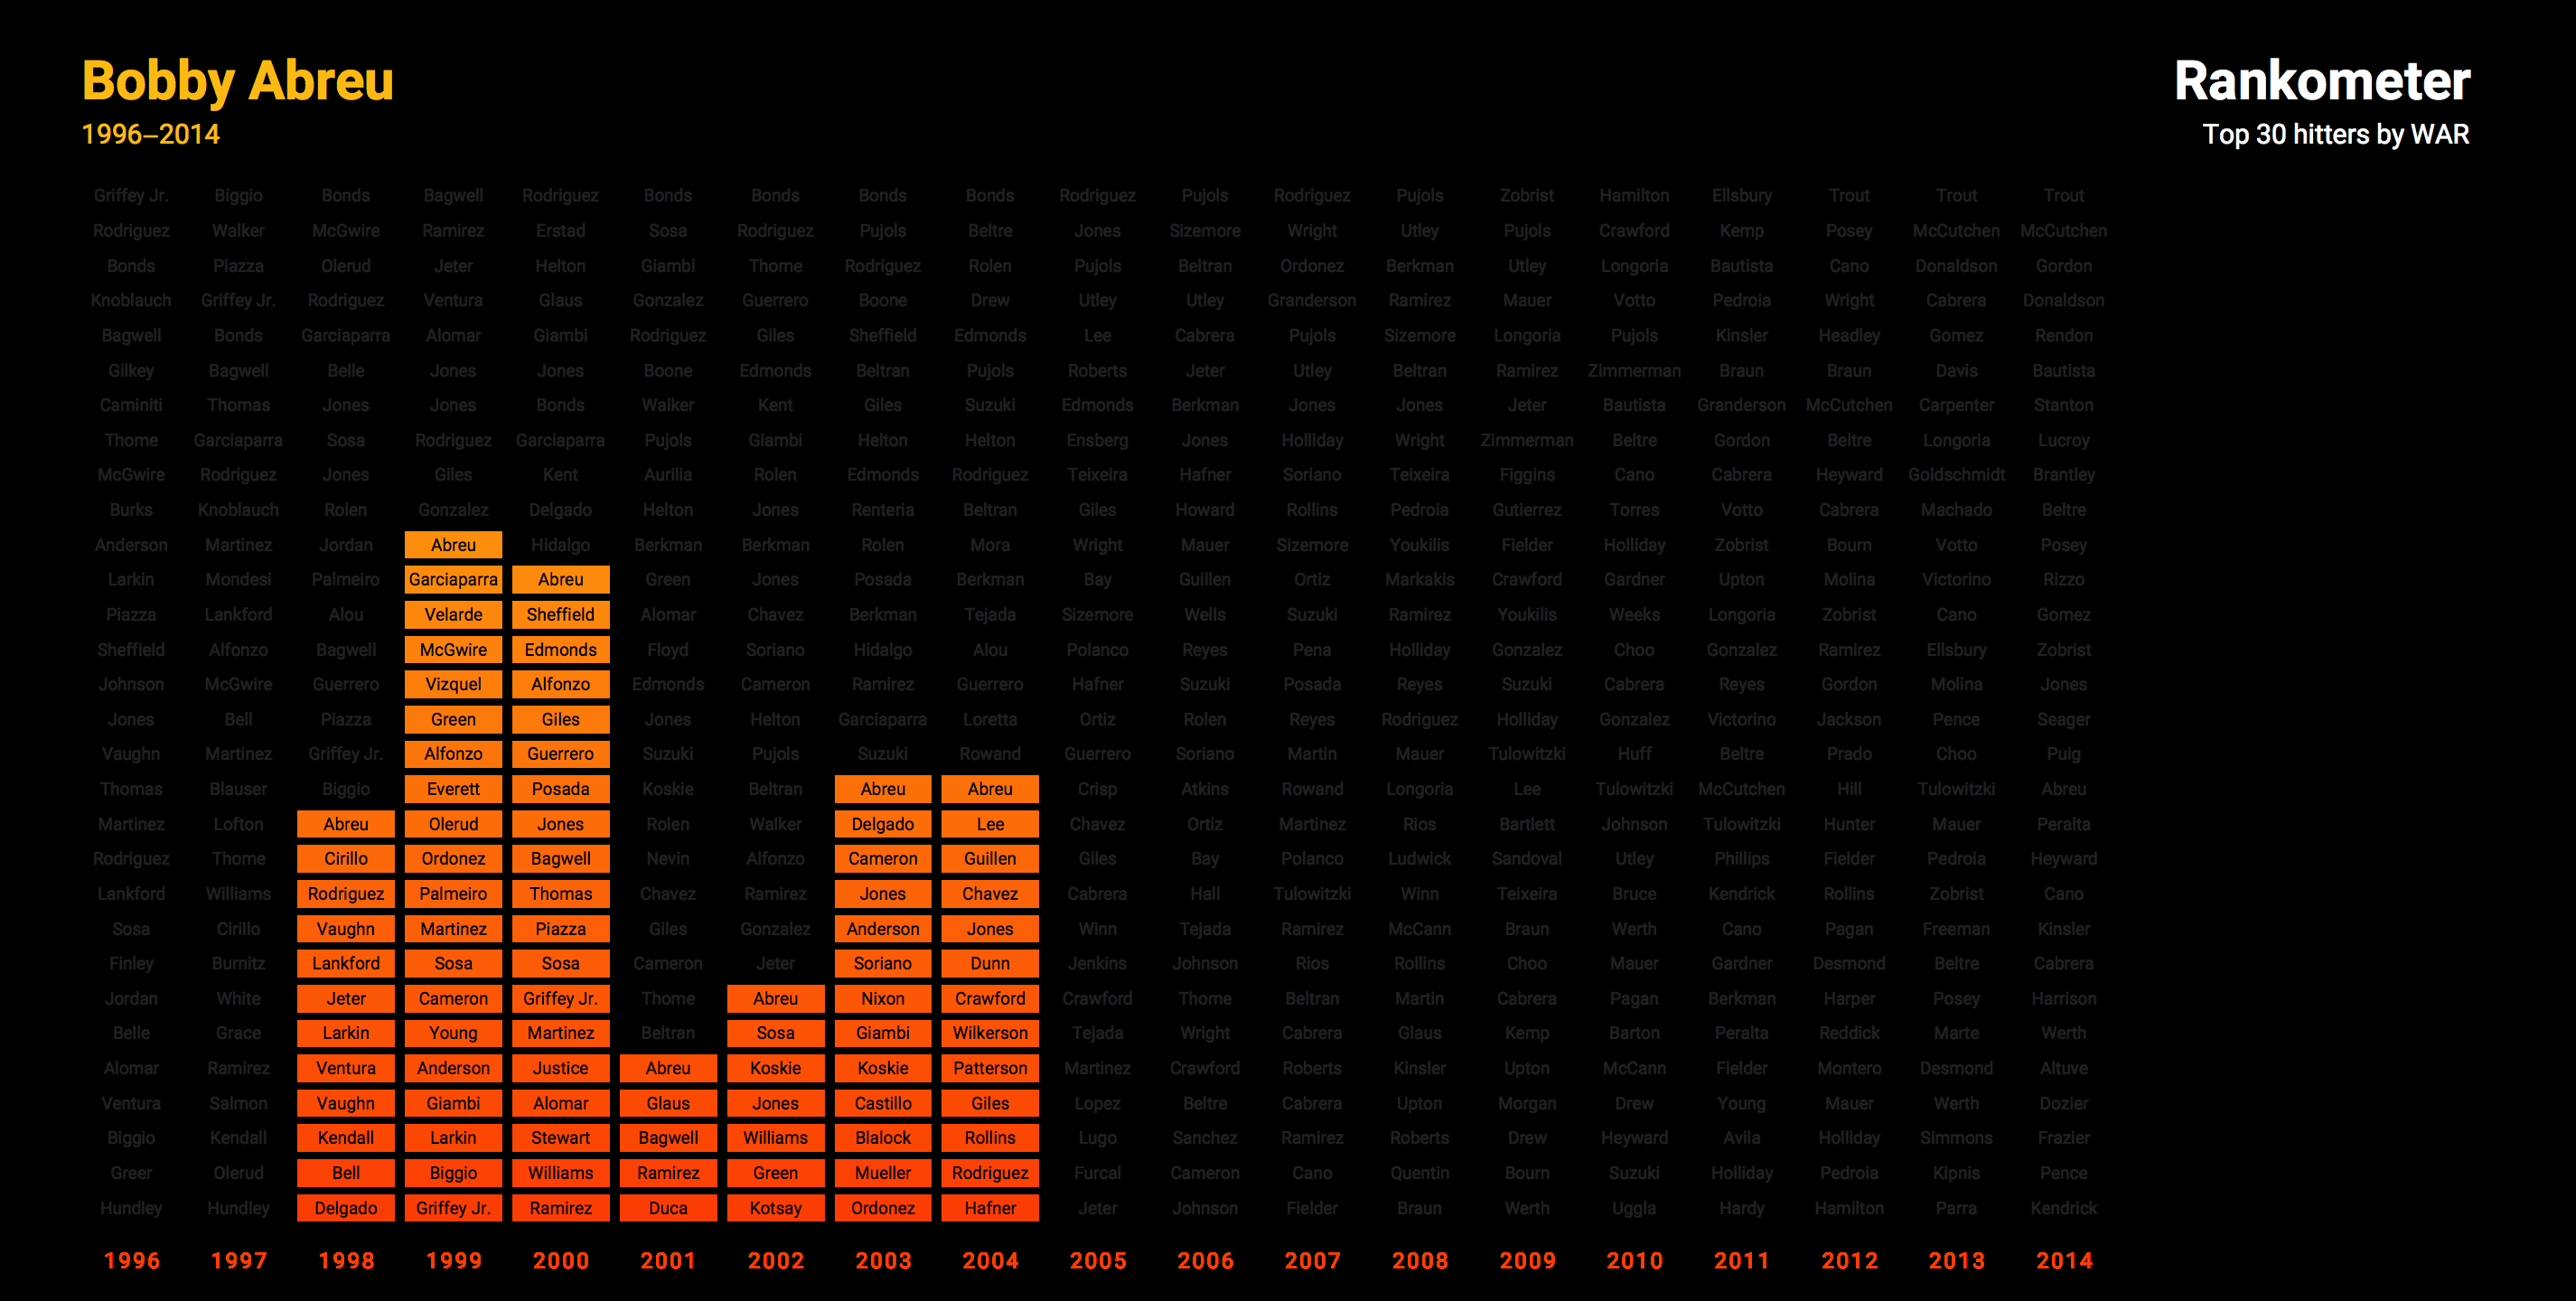 Bobby Abreu
1996–2014
Rankometer
Top 30 hitters by WAR
Griffey Jr. Biggio Bonds Bagwell Rodriguez Bonds Bonds Bonds Bonds Rodriguez Pujols Rodriguez Pujols Zobrist Hamilton Ellsbury Trout Trout Trout
Rodriguez Walker McGwire Ramirez Erstad Sosa Rodriguez Pujols Beltre Jones Sizemore Wright Utley Pujols Crawford Kemp Posey McCutchen McCutchen
Bonds Piazza Olerud Jeter Helton Giambi Thome Rodriguez Rolen Pujols Beltran Ordonez Berkman Utley Longoria Bautista Cano Donaldson Gordon
Knoblauch Griffey Jr. Rodriguez Ventura Glaus Gonzalez Guerrero Boone Drew Utley Utley Granderson Ramirez Mauer Votto Pedroia Wright Cabrera Donaldson
Bagwell Bonds Garciaparra Alomar Giambi Rodriguez Giles Sheffield Edmonds Lee Cabrera Pujols Sizemore Longoria Pujols Kinsler Headley Gomez Rendon
Gilkey Bagwell Belle Jones Jones Boone Edmonds Beltran Pujols Roberts Jeter Utley Beltran Ramirez Zimmerman Braun Braun Davis Bautista
Caminiti Thomas Jones Jones Bonds Walker Kent Giles Suzuki Edmonds Berkman Jones Jones Jeter Bautista Granderson McCutchen Carpenter Stanton
Thome Garciaparra Sosa Rodriguez Garciaparra Pujols Giambi Helton Helton Ensberg Jones Holliday Wright Zimmerman Beltre Gordon Beltre Longoria Lucroy
McGwire Rodriguez Jones Giles Kent Aurilia Rolen Edmonds Rodriguez Teixeira Hafner Soriano Teixeira Figgins Cano Cabrera Heyward Goldschmidt Brantley
Burks Knoblauch Rolen Gonzalez Delgado Helton Jones Renteria Beltran Giles Howard Rollins Pedroia Gutierrez Torres Votto Cabrera Machado Beltre
Anderson Martinez Jordan Abreu Hidalgo Berkman Berkman Rolen Mora Wright Mauer Sizemore Youkilis Fielder Holliday Zobrist Bourn Votto Posey
Larkin Mondesi Palmeiro Garciaparra Abreu Green Jones Posada Berkman Bay Guillen Ortiz Markakis Crawford Gardner Upton Molina Victorino Rizzo
Piazza Lankford Alou Velarde Sheffield Alomar Chavez Berkman Tejada Sizemore Wells Suzuki Ramirez Youkilis Weeks Longoria Zobrist Cano Gomez
Sheffield Alfonzo Bagwell McGwire Edmonds Floyd Soriano Hidalgo Alou Polanco Reyes Pena Holliday Gonzalez Choo Gonzalez Ramirez Ellsbury Zobrist
Johnson McGwire Guerrero Vizquel Alfonzo Edmonds Cameron Ramirez Guerrero Hafner Suzuki Posada Reyes Suzuki Cabrera Reyes Gordon Molina Jones
Jones Bell Piazza Green Giles Jones Helton Garciaparra Loretta Ortiz Rolen Reyes Rodriguez Holliday Gonzalez Victorino Jackson Pence Seager
Vaughn Martinez Griffey Jr. Alfonzo Guerrero Suzuki Pujols Suzuki Rowand Guerrero Soriano Martin Mauer Tulowitzki Huff Beltre Prado Choo Puig
Thomas Blauser Biggio Everett Posada Koskie Beltran Abreu Abreu Crisp Atkins Rowand Longoria Lee Tulowitzki McCutchen Hill Tulowitzki Abreu
Martinez Lofton Abreu Olerud Jones Rolen Walker Delgado Lee Chavez Ortiz Martinez Rios Bartlett Johnson Tulowitzki Hunter Mauer Peralta
Rodriguez Thome Cirillo Ordonez Bagwell Nevin Alfonzo Cameron Guillen Giles Bay Polanco Ludwick Sandoval Utley Phillips Fielder Pedroia Heyward
Lankford Williams Rodriguez Palmeiro Thomas Chavez Ramirez Jones Chavez Cabrera Hall Tulowitzki Winn Teixeira Bruce Kendrick Rollins Zobrist Cano
Sosa Cirillo Vaughn Martinez Piazza Giles Gonzalez Anderson Jones Winn Tejada Ramirez McCann Braun Werth Cano Pagan Freeman Kinsler
Finley Burnitz Lankford Sosa Sosa Cameron Jeter Soriano Dunn Jenkins Johnson Rios Rollins Choo Mauer Gardner Desmond Beltre Cabrera
Jordan White Jeter Cameron Griffey Jr. Thome Abreu Nixon Crawford Crawford Thome Beltran Martin Cabrera Pagan Berkman Harper Posey Harrison
Belle Grace Larkin Young Martinez Beltran Sosa Giambi Wilkerson Tejada Wright Cabrera Glaus Kemp Barton Peralta Reddick Marte Werth
Alomar Ramirez Ventura Anderson Justice Abreu Koskie Koskie Patterson Martinez Crawford Roberts Kinsler Upton McCann Fielder Montero Desmond Altuve
Ventura Salmon Vaughn Giambi Alomar Glaus Jones Castillo Giles Lopez Beltre Cabrera Upton Morgan Drew Young Mauer Werth Dozier
Biggio Kendall Kendall Larkin Stewart Bagwell Williams Blalock Rollins Lugo Sanchez Ramirez Roberts Drew Heyward Avila Holliday Simmons Frazier
Greer Olerud Bell Biggio Williams Ramirez Green Mueller Rodriguez Furcal Cameron Cano Quentin Bourn Suzuki Holliday Pedroia Kipnis Pence
Hundley Hundley Delgado Griffey Jr. Ramirez Duca Kotsay Ordonez Hafner Jeter Johnson Fielder Braun Werth Uggla Hardy Hamilton Parra Kendrick
1996 1997 1998 1999 2000 2001 2002 2003 2004 2005 2006 2007 2008 2009 2010 2011 2012 2013 2014